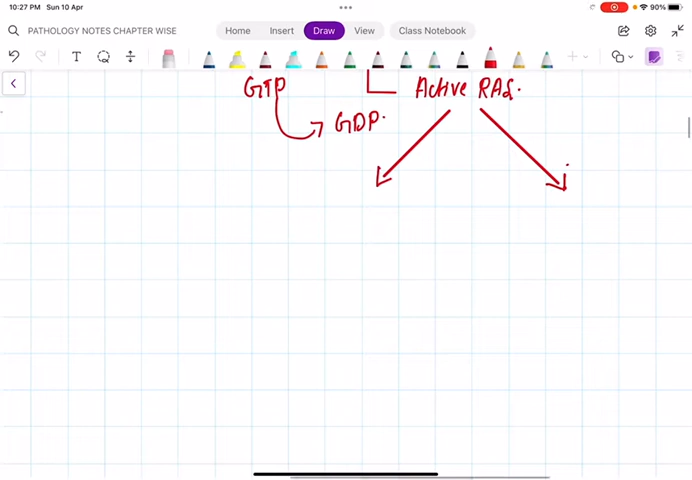 10:27 PM Sun 10 Apr
90%
PATHOLOGY NOTES CHAPTER WISE
Home Insert Draw View Class Notebook
GTP
Active RAS.
GDP.